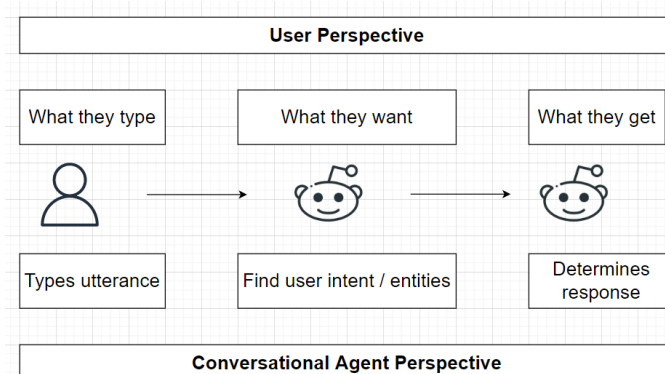 User Perspective
What they type
What they want
What they get
Types utterance
Find user intent / entities
Determines
response
Conversational Agent Perspective